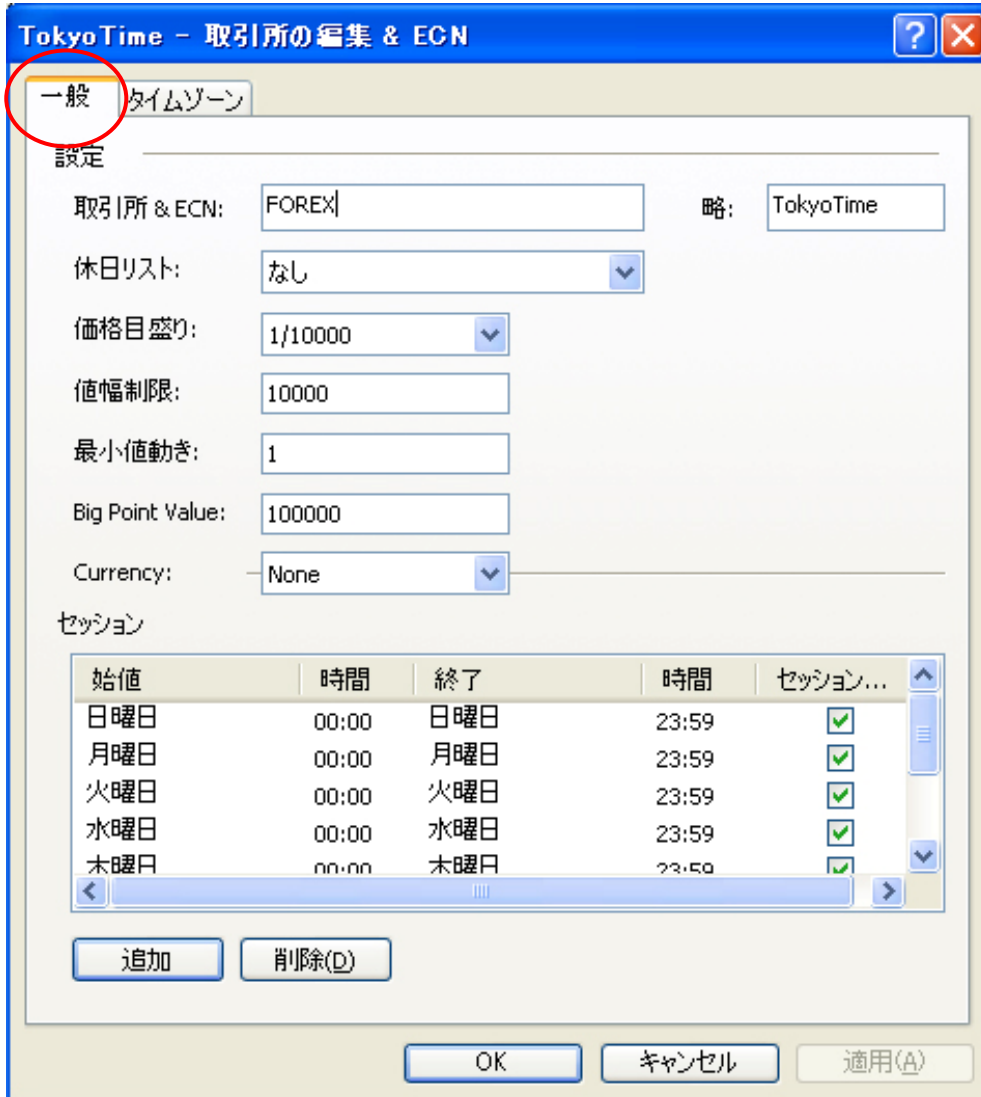 TokyoTime - 取引所の編集 & ECN
一般 タイムゾーン
設定
取引所 & ECN: FOREX 略: TokyoTime
休日リスト: なし
価格目盛り: 1/10000
値幅制限: 10000
最小値動き: 1
Big Point Value: 100000
Currency: None
セッション
始値 時間 終了 時間 セッション...
日曜日 00:00 日曜日 23:59
月曜日 00:00 月曜日 23:59
火曜日 00:00 火曜日 23:59
水曜日 00:00 水曜日 23:59
木曜日 00:00 木曜日 23:59
追加 削除(D)
OK キャンセル 適用(A)